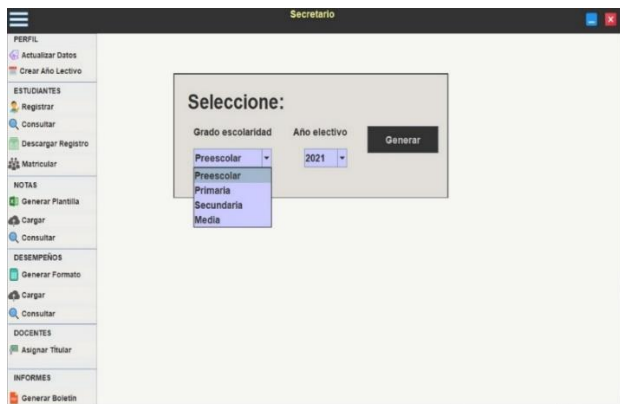 Secretario
PERFIL
Actualizar Datos
Crear Año Lectivo
ESTUDIANTES
Registrar
Consultar
Descargar Registro
Matricular
NOTAS
Generar Plantilla
Cargar
Consultar
DESEMPEÑOS
Generar Formato
Cargar
Consultar
DOCENTES
Asignar Titular
INFORMES
Generar Boletin
Seleccione:
Grado escolaridad Año electivo
Preescolar 2021 Generar
Preescolar
Primaria
Secundaria
Media